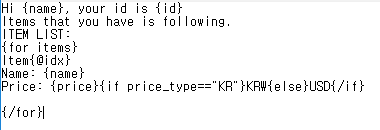 Hi {name}, your id is {id}
Items that you have is following.
ITEM LIST:
{for items}
Item{@idx}
Name: {name}
Price: {price}{if price_type=="KR"}KRW{else}USD{/if}

{/for}